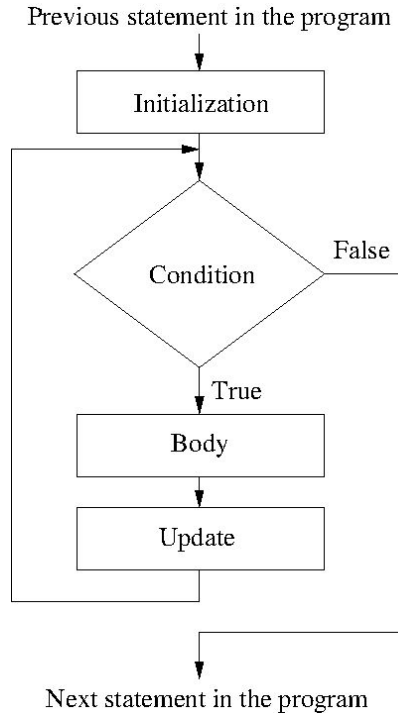 Previous statement in the program
Initialization
Condition
False
True
Body
Update
Next statement in the program